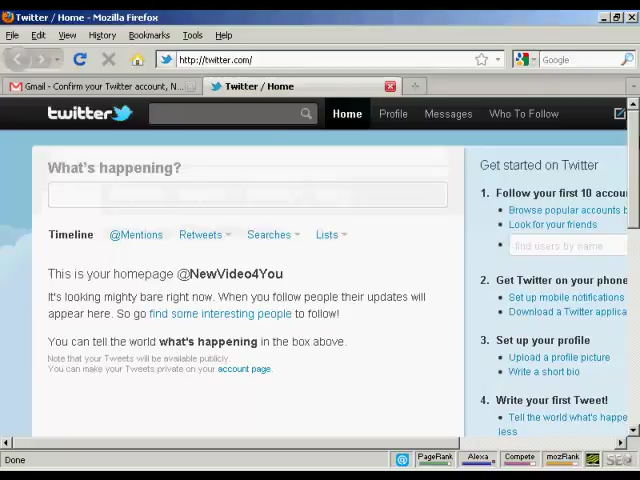 Twitter / Home - Mozilla Firefox
File Edit View History Bookmarks Tools Help
http://twitter.com/ Google
Gmail - Confirm your Twitter account, N... Twitter / Home
twitter Home Profile Messages Who To Follow
What's happening?
Timeline @Mentions Retweets Searches Lists
This is your homepage @NewVideo4You
It's looking mighty bare right now. When you follow people their updates will
appear here. So go find some interesting people to follow!
You can tell the world what's happening in the box above.
Note that your Tweets will be available publicly.
You can make your Tweets private on your account page.
Get started on Twitter
1. Follow your first 10 accou
Browse popular accounts b
Look for your friends
find users by name
2. Get Twitter on your phone
Set up mobile notifications
Download a Twitter applica
3. Set up your profile
Upload a profile picture
Write a short bio
4. Write your first Tweet!
Tell the world what's happe
less
Done @ PageRank Alexa Compete mozRank SEO